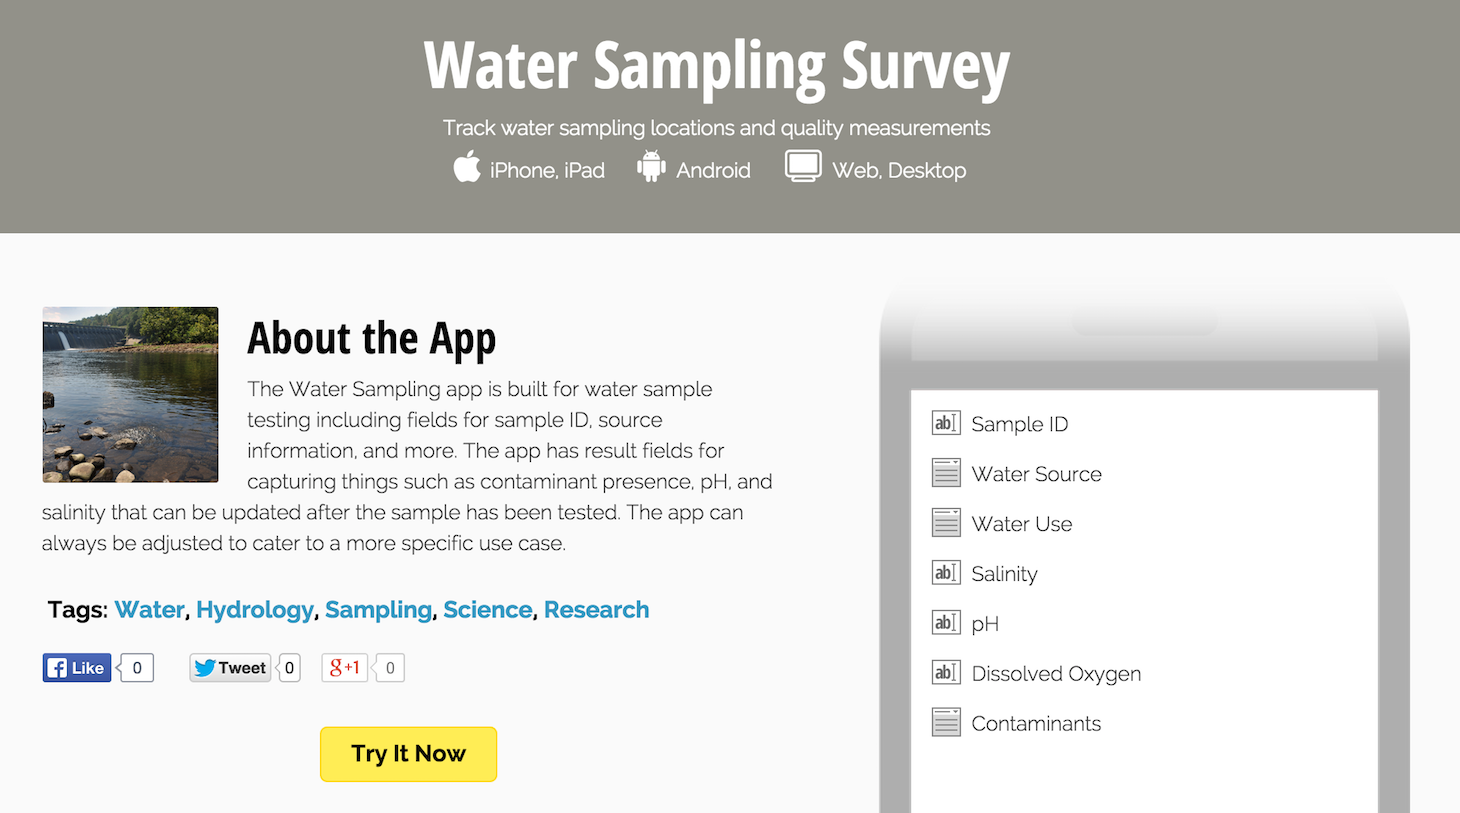 Water Sampling Survey
Track water sampling locations and quality measurements
iPhone, iPad Android Web, Desktop
About the App
The Water Sampling app is built for water sample
testing including fields for sample ID, source
information, and more. The app has result fields for
capturing things such as contaminant presence, pH, and
salinity that can be updated after the sample has been tested. The app can
always be adjusted to cater to a more specific use case.
Tags: Water, Hydrology, Sampling, Science, Research
f Like 0 Tweet 0 g+1 0
Try It Now
ab Sample ID
Water Source
Water Use
ab Salinity
ab pH
ab Dissolved Oxygen
Contaminants